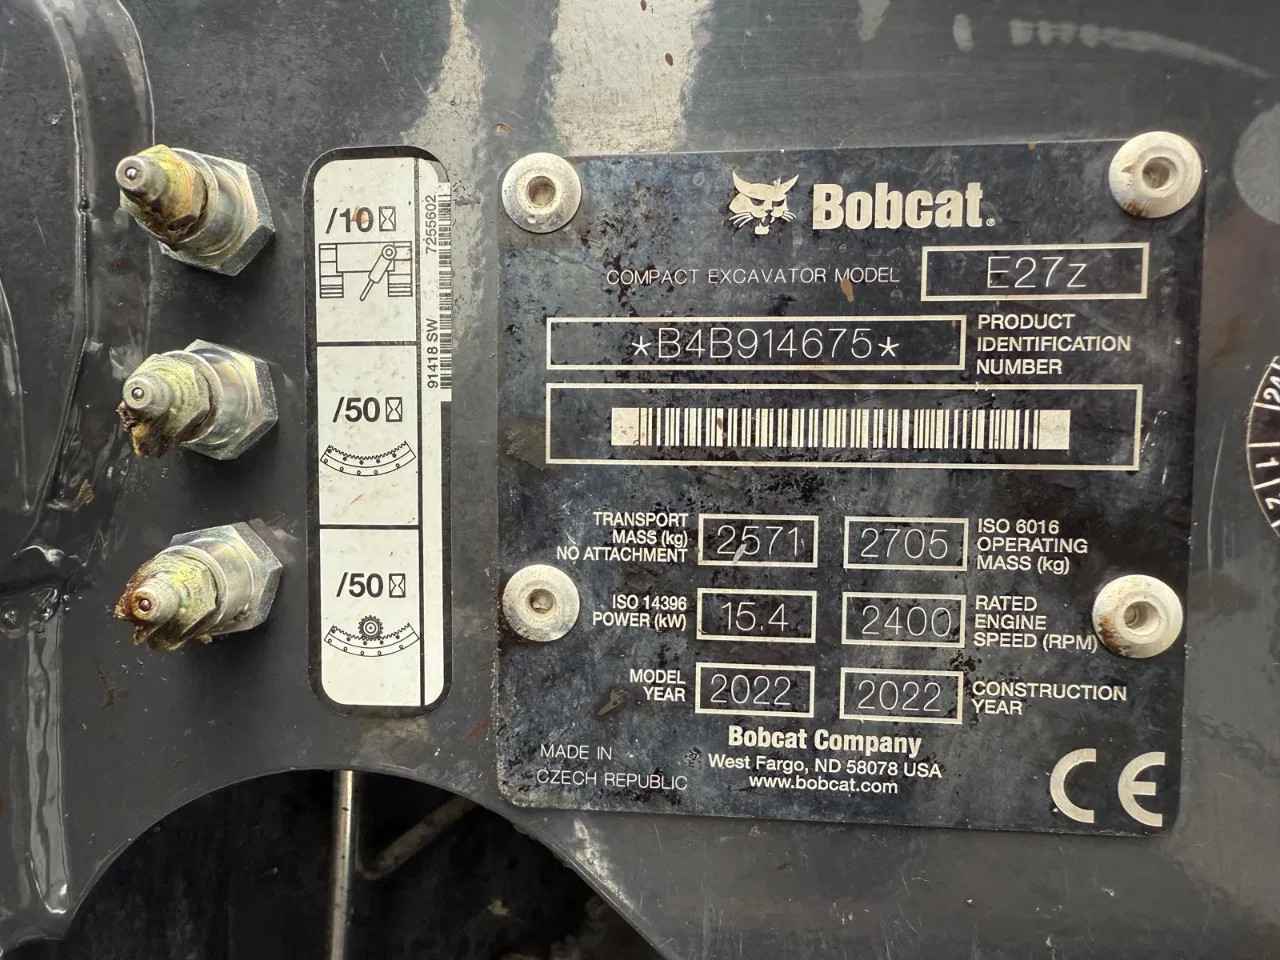 /10
/50
/50
7255602
91418 SW
Bobcat®
COMPACT EXCAVATOR MODEL E27z
*B4B914675* PRODUCT
IDENTIFICATION
NUMBER
TRANSPORT
MASS (kg)
NO ATTACHMENT
2571
2705
ISO 6016
OPERATING
MASS (kg)
ISO 14396
POWER (kW)
15.4
2400
RATED
ENGINE
SPEED (RPM)
MODEL
YEAR
2022
2022
CONSTRUCTION
YEAR
Bobcat Company
West Fargo, ND 58078 USA
www.bobcat.com
MADE IN
CZECH REPUBLIC
CE